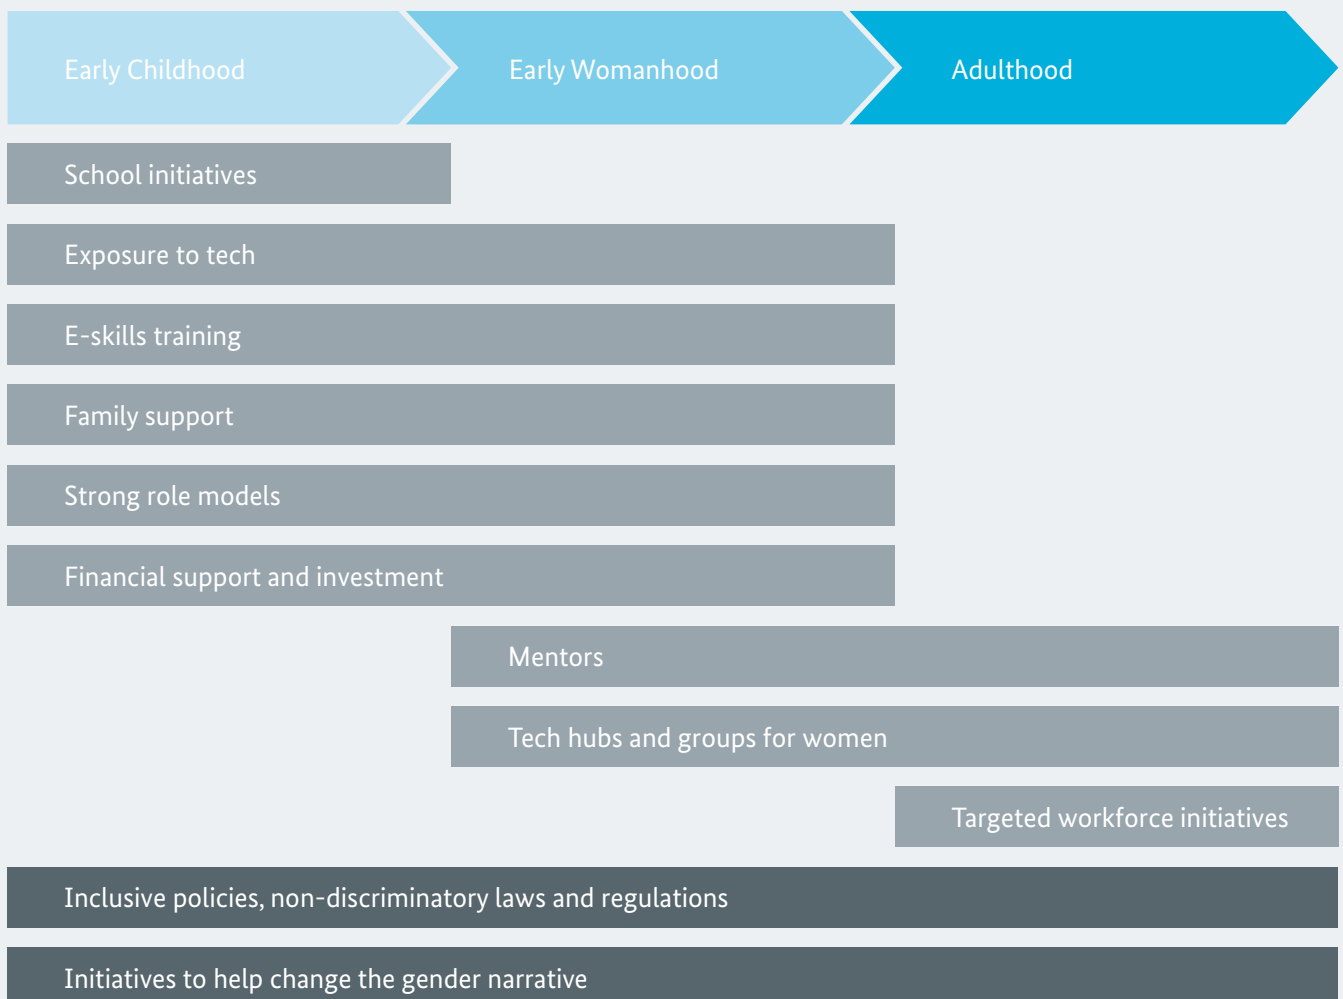 Early Childhood
Early Womanhood
Adulthood
School initiatives
Exposure to tech
E-skills training
Family support
Strong role models
Financial support and investment
Mentors
Tech hubs and groups for women
Targeted workforce initiatives
Inclusive policies, non-discriminatory laws and regulations
Initiatives to help change the gender narrative